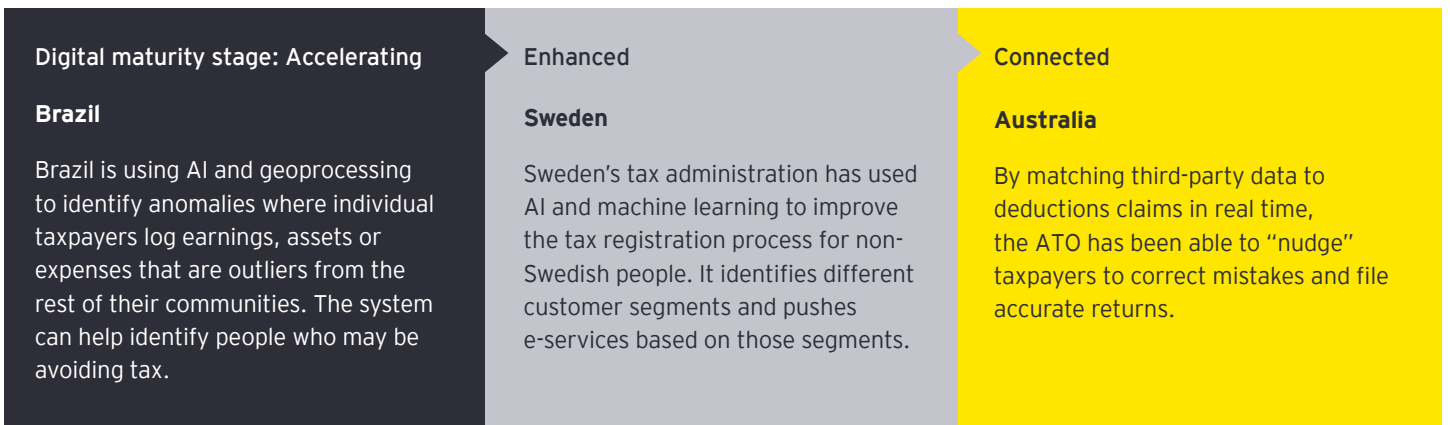 Digital maturity stage: Accelerating
Brazil
Brazil is using AI and geoprocessing
to identify anomalies where individual
taxpayers log earnings, assets or
expenses that are outliers from the
rest of their communities. The system
can help identify people who may be
avoiding tax.
Enhanced
Sweden
Sweden’s tax administration has used
AI and machine learning to improve
the tax registration process for non-
Swedish people. It identifies different
customer segments and pushes
e-services based on those segments.
Connected
Australia
By matching third-party data to
deductions claims in real time,
the ATO has been able to “nudge”
taxpayers to correct mistakes and file
accurate returns.